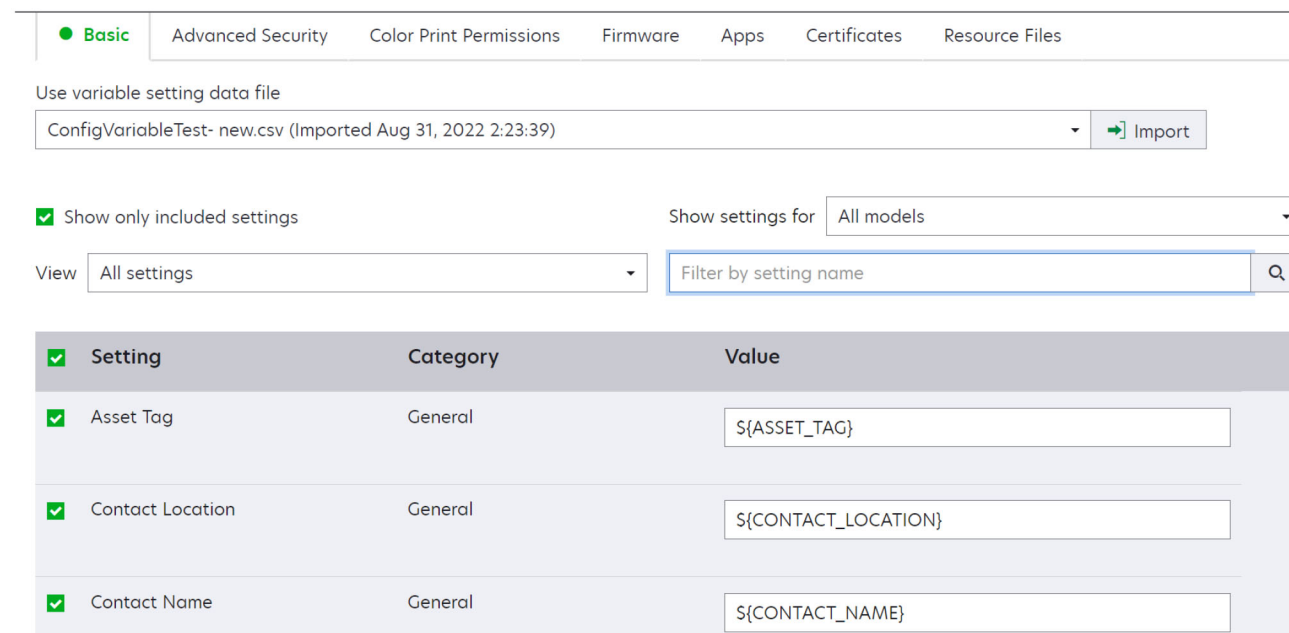 Basic Advanced Security Color Print Permissions Firmware Apps Certificates Resource Files
Use variable setting data file
ConfigVariableTest- new.csv (Imported Aug 31, 2022 2:23:39) Import
Show only included settings Show settings for All models
View All settings Filter by setting name
Setting Category Value
Asset Tag General ${ASSET_TAG}
Contact Location General ${CONTACT_LOCATION}
Contact Name General ${CONTACT_NAME}